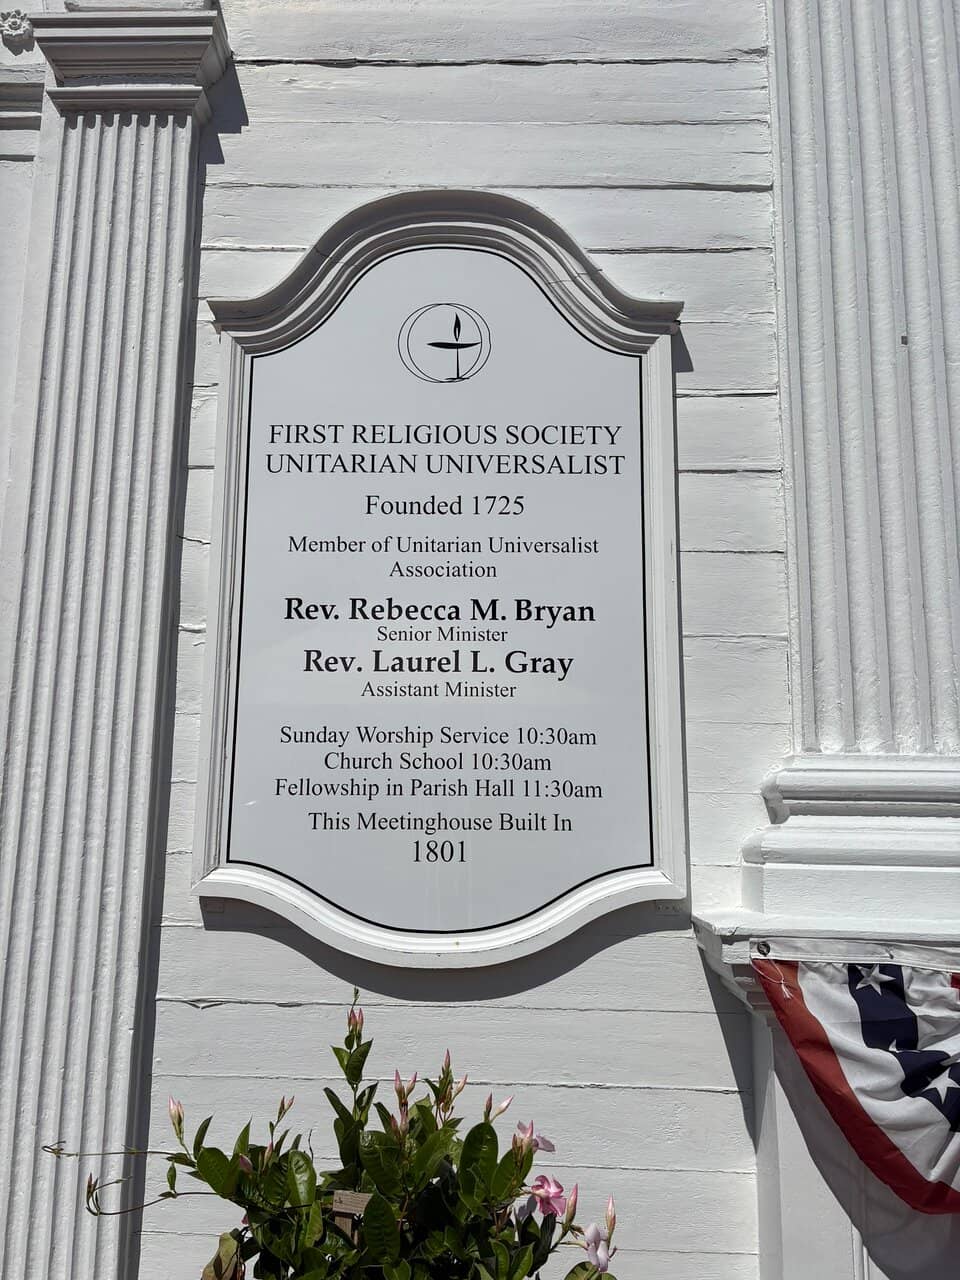 FIRST RELIGIOUS SOCIETY
UNITARIAN UNIVERSALIST
Founded 1725
Member of Unitarian Universalist
Association
Rev. Rebecca M. Bryan
Senior Minister
Rev. Laurel L. Gray
Assistant Minister
Sunday Worship Service 10:30am
Church School 10:30am
Fellowship in Parish Hall 11:30am
This Meetinghouse Built In
1801